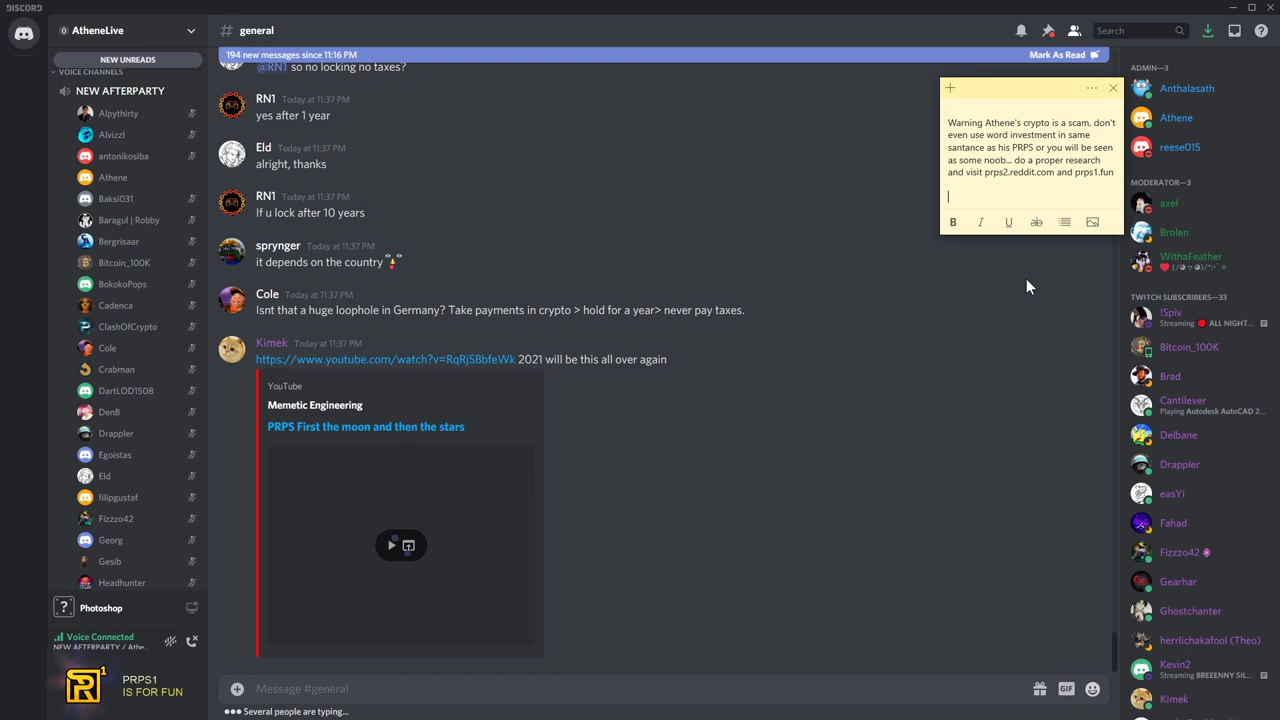 DISCORD
AtheneLive
# general
Search
NEW UNREADS
VOICE CHANNELS
NEW AFTERPARTY
Alpythirty
Alvizzl
antonikosiba
Athene
Baksi031
Baragul | Robby
Bergrisaar
Bitcoin_100K
BokokoPops
Cadenca
ClashOfCrypto
Cole
Crabman
DartLOD1508
DenB
Drappler
Egoistas
Eld
filipgustaf
Fizzzo42
Georg
Gesib
Headhunter
Photoshop
Voice Connected
NEW AFTERPARTY / Athe...
PRPS1
IS FOR FUN
194 new messages since 11:16 PM
Mark As Read
@RN1 so no locking no taxes?
RN1 Today at 11:37 PM
yes after 1 year
Eld Today at 11:37 PM
alright, thanks
RN1 Today at 11:37 PM
If u lock after 10 years
sprynger Today at 11:37 PM
it depends on the country
Cole Today at 11:37 PM
Isnt that a huge loophole in Germany? Take payments in crypto > hold for a year> never pay taxes.
Kimek Today at 11:37 PM
https://www.youtube.com/watch?v=RqRjSBbfeWk 2021 will be this all over again
YouTube
Memetic Engineering
PRPS First the moon and then the stars
Message #general
GIF
Several people are typing...
Warning Athene's crypto is a scam, don't
even use word investment in same
santance as his PRPS or you will be seen
as some noob... do a proper research
and visit prps2.reddit.com and prps1.fun
B I U ab
ADMIN—3
Anthalasath
Athene
reese015
MODERATOR—3
axel
Brolen
WithaFeather
TWITCH SUBSCRIBERS—33
1Spiv
Streaming ALL NIGHT...
Bitcoin_100K
Brad
Cantilever
Playing Autodesk AutoCAD 2...
Delbane
Drappler
easYi
Fahad
Fizzzo42
Gearhar
Ghostchanter
herrlichakafool (Theo)
Kevin2
Streaming BREEENNY SIL...
Kimek